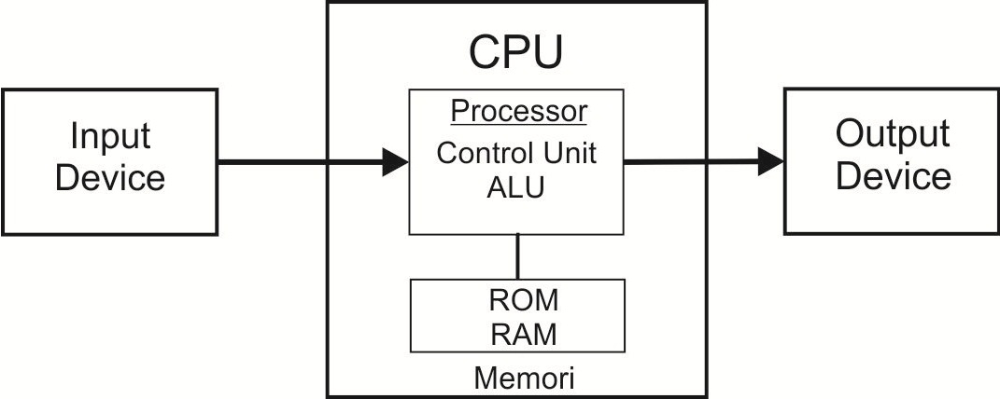 Input
Device
CPU
Processor
Control Unit
ALU
ROM
RAM
Memori
Output
Device